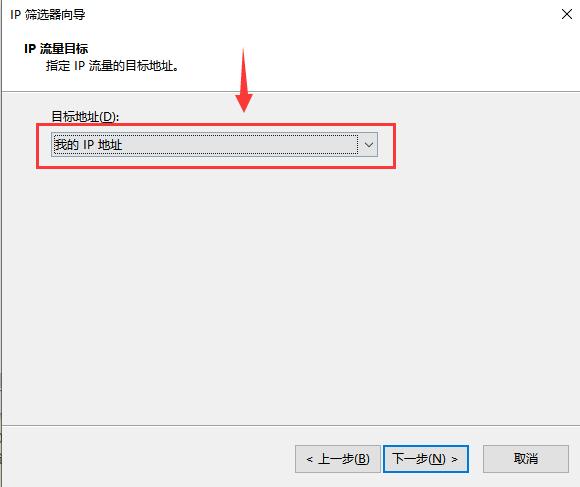 IP 筛选器向导
IP 流量目标
指定 IP 流量的目标地址。
目标地址(D):
我的 IP 地址
< 上一步(B) 下一步(N) > 取消